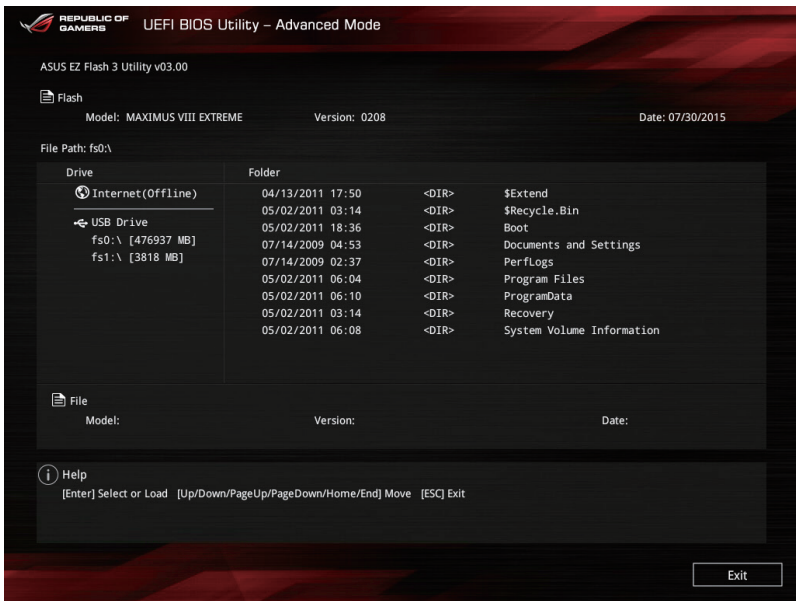 REPUBLIC OF
GAMERS
UEFI BIOS Utility – Advanced Mode
ASUS EZ Flash 3 Utility v03.00
Flash
Model: MAXIMUS VIII EXTREME Version: 0208 Date: 07/30/2015
File Path: fs0:\
Drive Folder
Internet(Offline) 04/13/2011 17:50 <DIR> $Extend
05/02/2011 03:14 <DIR> $Recycle.Bin
USB Drive 05/02/2011 18:36 <DIR> Boot
fs0:\ [476937 MB] 07/14/2009 04:53 <DIR> Documents and Settings
fs1:\ [3818 MB] 07/14/2009 02:37 <DIR> PerfLogs
05/02/2011 06:04 <DIR> Program Files
05/02/2011 06:10 <DIR> ProgramData
05/02/2011 03:14 <DIR> Recovery
05/02/2011 06:08 <DIR> System Volume Information
File
Model: Version: Date:
i Help
[Enter] Select or Load [Up/Down/PageUp/PageDown/Home/End] Move [ESC] Exit
Exit